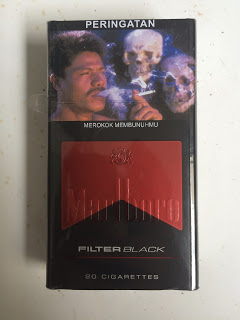 PERINGATAN
MEROKOK MEMBUNUHMU
Marlboro
FILTER BLACK
20 CIGARETTES